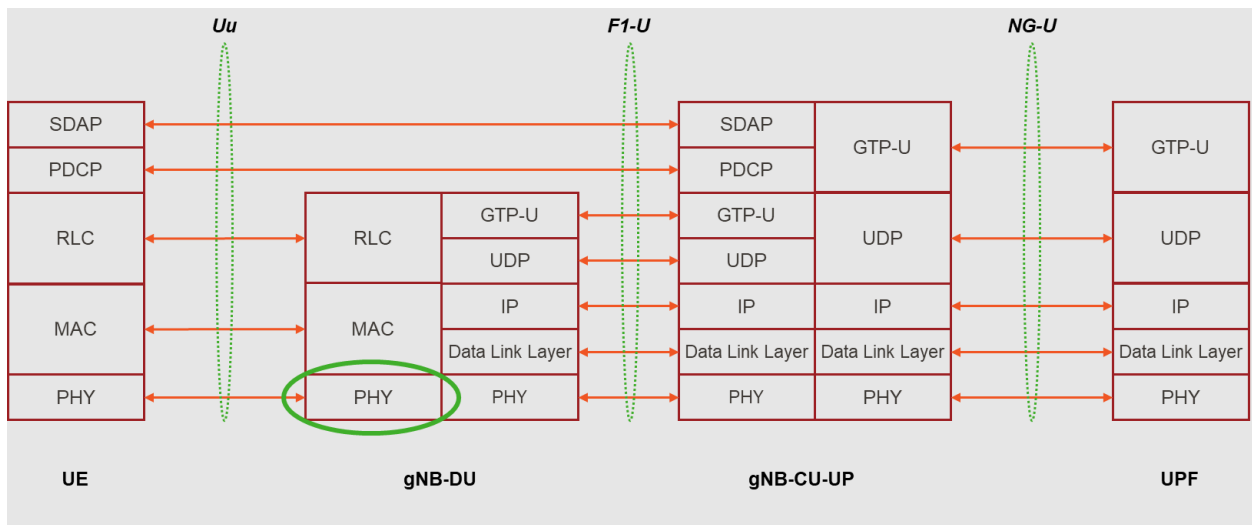 Uu F1-U NG-U
SDAP SDAP GTP-U GTP-U
PDCP PDCP
RLC RLC GTP-U GTP-U UDP UDP
UDP UDP
MAC MAC IP IP IP IP
Data Link Layer Data Link Layer Data Link Layer Data Link Layer
PHY PHY PHY PHY PHY PHY
UE gNB-DU gNB-CU-UP UPF